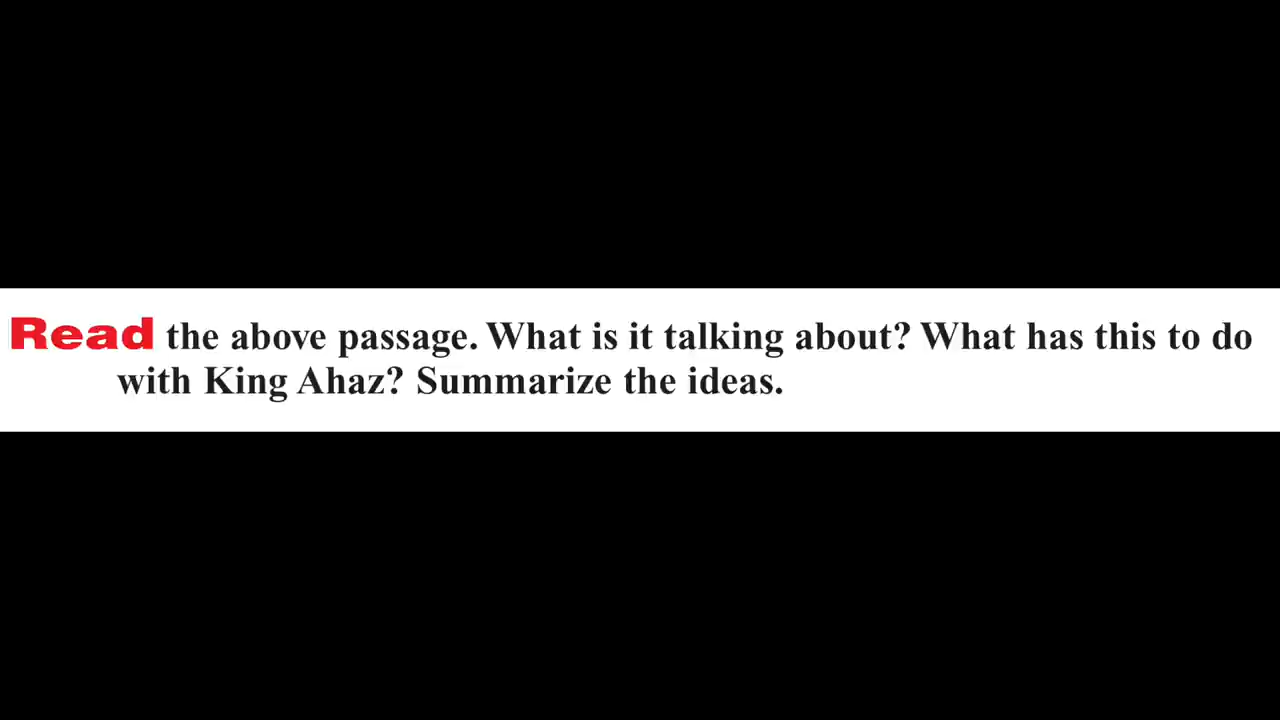 Read the above passage. What is it talking about? What has this to do
with King Ahaz? Summarize the ideas.